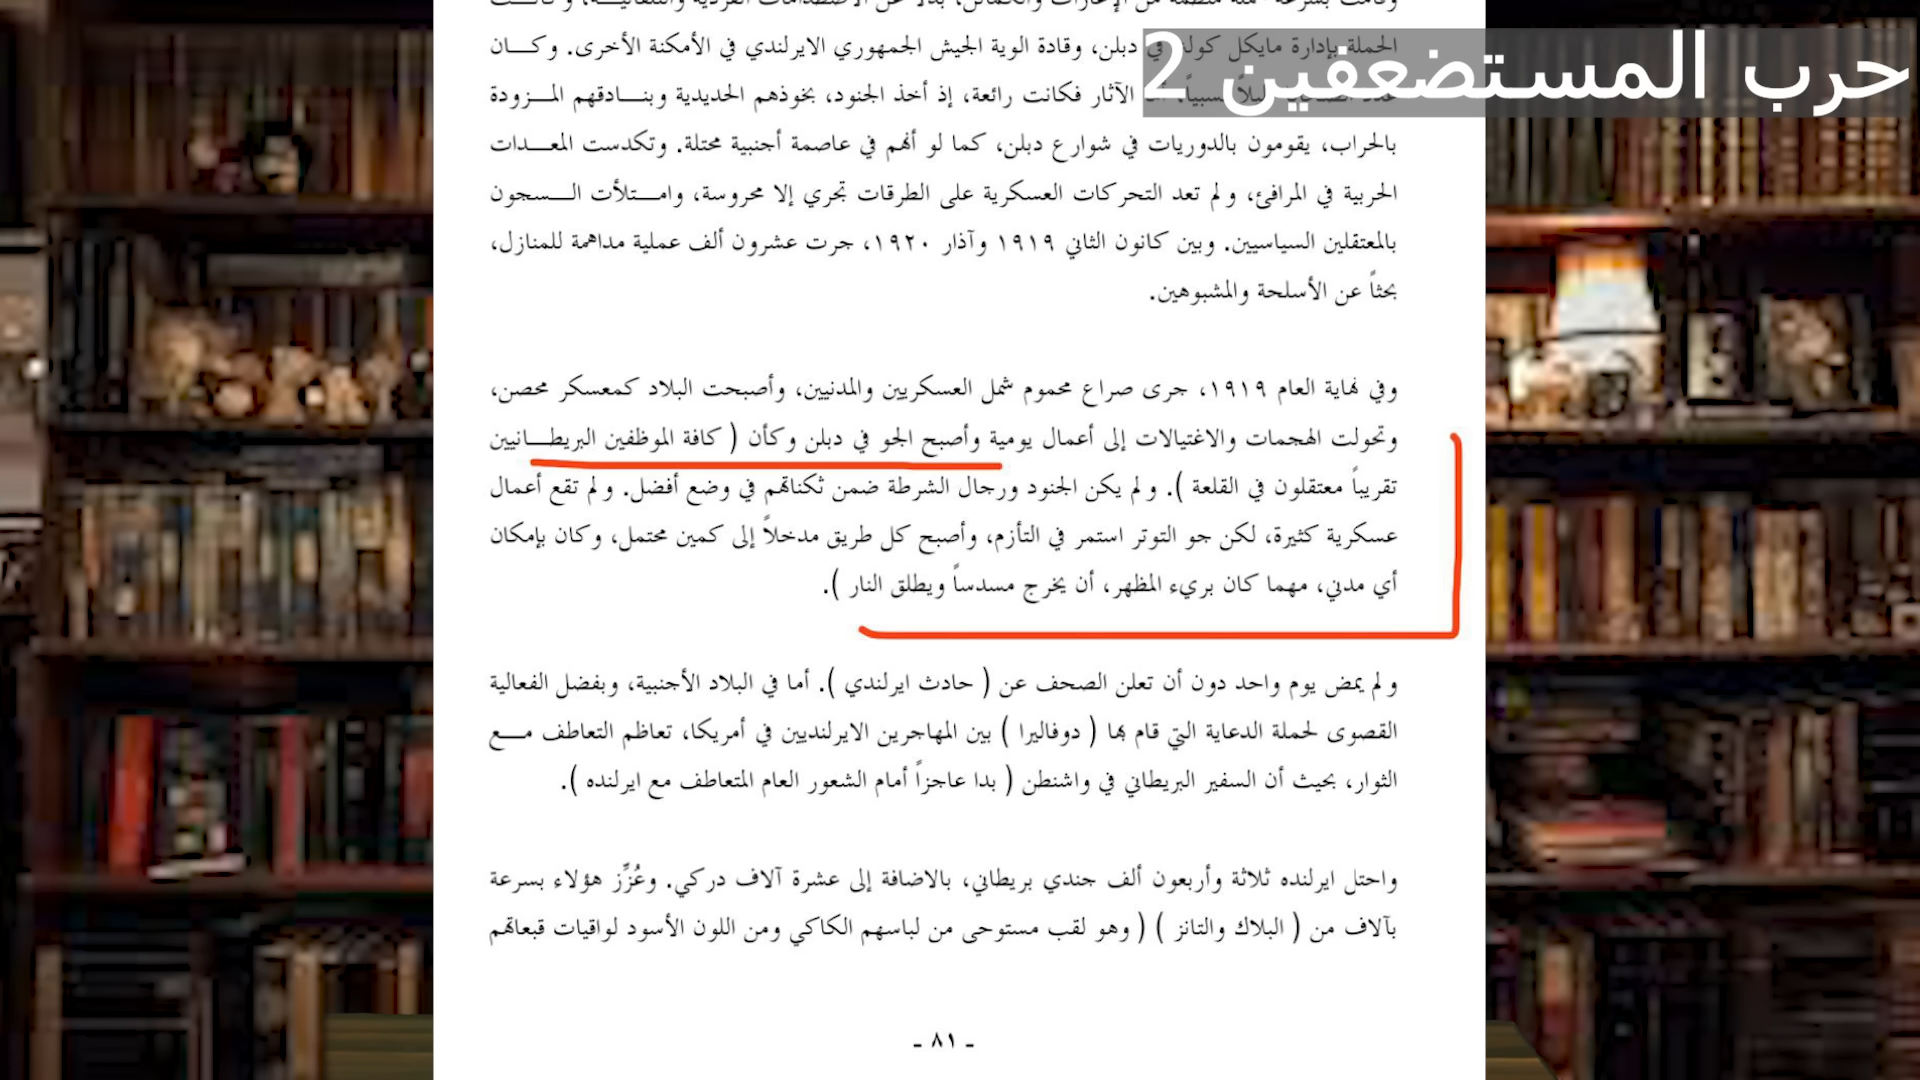 حرب المستضعفين 2
الحملة بإدارة مايكل كولنز في دبلن، وقادة الوية الجيش الجمهوري الايرلندي في الأمكنة الأخرى. وكـــان
الآثار فكانت رائعة، إذ أخذ الجنود، بخوذهم الحديدية وبنـــادقهم المـــزودة
بالحراب، يقومون بالدوريات في شوارع دبلن، كما لو أنهم في عاصمة أجنبية محتلة. وتكدست المعـــدات
الحربية في المرافئ، ولم تعد التحركات العسكرية على الطرقات تجري إلا محروسة، وامـــتلأت الـــسجون
بالمعتقلين السياسيين. وبين كانون الثاني ١٩١٩ وآذار ١٩٢٠، جرت عشرون ألف عملية مداهمة للمنازل،
بحثاً عن الأسلحة والمشبوهين.
وفي نهاية العام ١٩١٩، جرى صراع محموم شمل العسكريين والمدنيين، وأصبحت البلاد كمعسكر محصن،
وتحولت الهجمات والاغتيالات إلى أعمال يومية وأصبح الجو في دبلن وكأن ( كافة الموظفين البريطـــانيين
تقريباً معتقلون في القلعة ). ولم يكن الجنود ورجال الشرطة ضمن ثكناتهم في وضع أفضل. ولم تقع أعمال
عسكرية كثيرة، لكن جو التوتر استمر في التأزم، وأصبح كل طريق مدخلاً إلى كمين محتمل، وكان بإمكان
أي مدني، مهما كان بريء المظهر، أن يخرج مسدساً ويطلق النار ).
ولم يمض يوم واحد دون أن تعلن الصحف عن ( حادث ايرلندي ). أما في البلاد الأجنبية، وبفضل الفعالية
القصوى لحملة الدعاية التي قام بها ( دوفاليرا ) بين المهاجرين الايرلنديين في أمريكا، تعاظم التعاطف مـــع
الثوار، بحيث أن السفير البريطاني في واشنطن ( بدا عاجزاً أمام الشعور العام المتعاطف مع ايرلنده ).
واحتل ايرلنده ثلاثة وأربعون ألف جندي بريطاني، بالاضافة إلى عشرة آلاف دركي. وعُزِّز هؤلاء بسرعة
بآلاف من ( البلاك والتانز ) ( وهو لقب مستوحى من لباسهم الكاكي ومن اللون الأسود لواقيات قبعاتهم
ـ ٨١ ـ